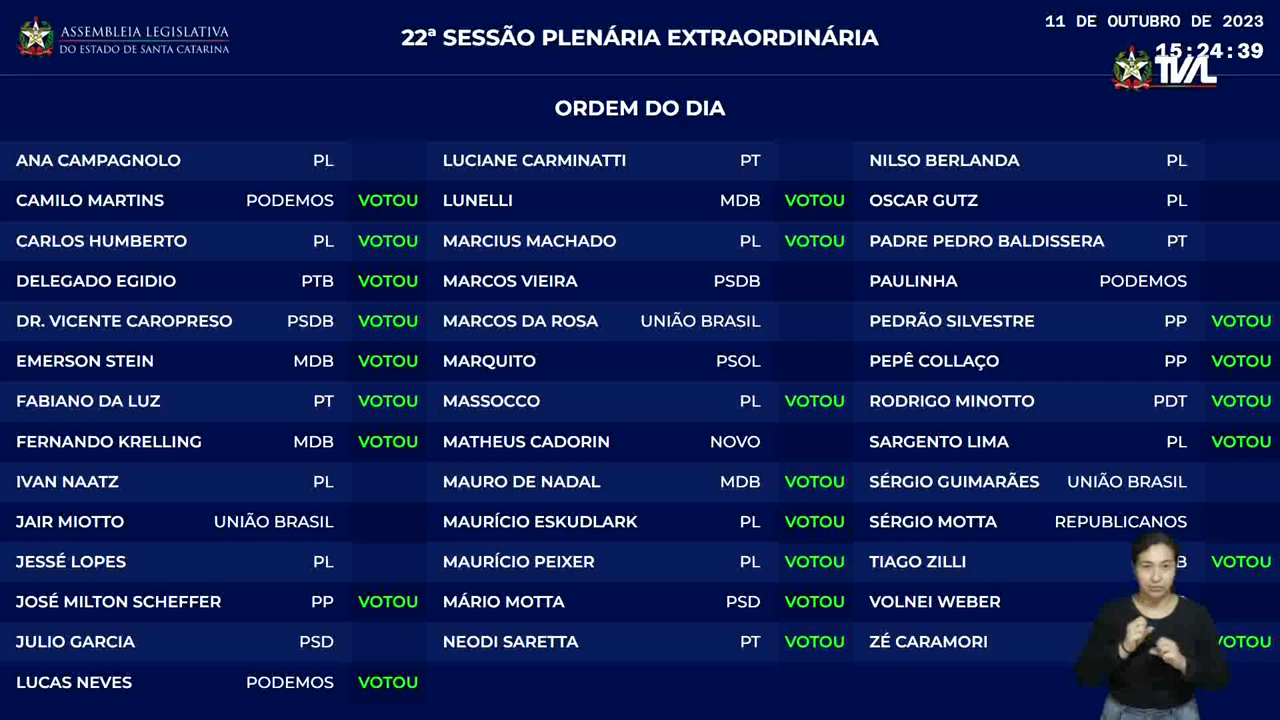 ASSEMBLEIA LEGISLATIVA
DO ESTADO DE SANTA CATARINA
22ª SESSÃO PLENÁRIA EXTRAORDINÁRIA
11 DE OUTUBRO DE 2023
15:24:39
TVAL
ORDEM DO DIA
ANA CAMPAGNOLO PL
CAMILO MARTINS PODEMOS VOTOU
CARLOS HUMBERTO PL VOTOU
DELEGADO EGIDIO PTB VOTOU
DR. VICENTE CAROPRESO PSDB VOTOU
EMERSON STEIN MDB VOTOU
FABIANO DA LUZ PT VOTOU
FERNANDO KRELLING MDB VOTOU
IVAN NAATZ PL
JAIR MIOTTO UNIÃO BRASIL
JESSÉ LOPES PL
JOSÉ MILTON SCHEFFER PP VOTOU
JULIO GARCIA PSD
LUCAS NEVES PODEMOS VOTOU
LUCIANE CARMINATTI PT
LUNELLI MDB VOTOU
MARCIUS MACHADO PL VOTOU
MARCOS VIEIRA PSDB
MARCOS DA ROSA UNIÃO BRASIL
MARQUITO PSOL
MASSOCCO PL VOTOU
MATHEUS CADORIN NOVO
MAURO DE NADAL MDB VOTOU
MAURÍCIO ESKUDLARK PL VOTOU
MAURÍCIO PEIXER PL VOTOU
MÁRIO MOTTA PSD VOTOU
NEODI SARETTA PT VOTOU
NILSO BERLANDA PL
OSCAR GUTZ PL
PADRE PEDRO BALDISSERA PT
PAULINHA PODEMOS
PEDRÃO SILVESTRE PP VOTOU
PEPÊ COLLAÇO PP VOTOU
RODRIGO MINOTTO PDT VOTOU
SARGENTO LIMA PL VOTOU
SÉRGIO GUIMARÃES UNIÃO BRASIL
SÉRGIO MOTTA REPUBLICANOS
TIAGO ZILLI B VOTOU
VOLNEI WEBER
ZÉ CARAMORI VOTOU